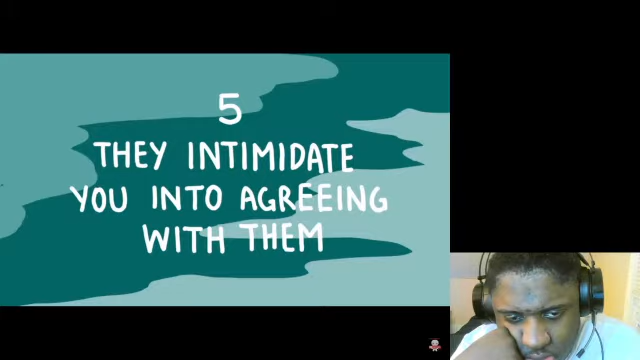 5
THEY INTIMIDATE
YOU INTO AGREEING
WITH THEM